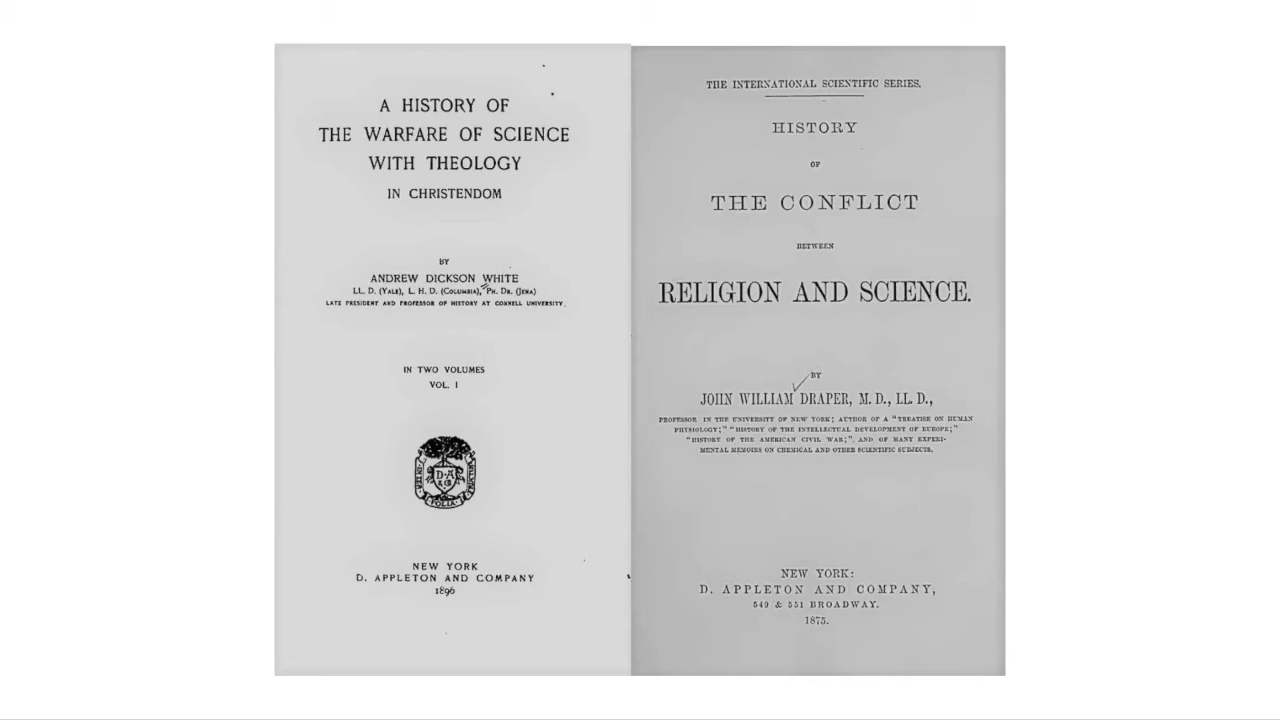 A HISTORY OF
THE WARFARE OF SCIENCE
WITH THEOLOGY
IN CHRISTENDOM
BY
ANDREW DICKSON WHITE
LL. D. (YALE), L. H. D. (COLUMBIA), PH. DR. (JENA)
LATE PRESIDENT AND PROFESSOR OF HISTORY AT CORNELL UNIVERSITY.
IN TWO VOLUMES
VOL. I
D·A
& C
INTER
FOLIA
FRUCTUS
NEW YORK
D. APPLETON AND COMPANY
1896
THE INTERNATIONAL SCIENTIFIC SERIES.
HISTORY
OF
THE CONFLICT
BETWEEN
RELIGION AND SCIENCE.
BY
JOHN WILLIAM DRAPER, M. D., LL. D.,
PROFESSOR IN THE UNIVERSITY OF NEW YORK; AUTHOR OF A "TREATISE ON HUMAN
PHYSIOLOGY;" "HISTORY OF THE INTELLECTUAL DEVELOPMENT OF EUROPE;"
"HISTORY OF THE AMERICAN CIVIL WAR;" AND OF MANY EXPERI-
MENTAL MEMOIRS ON CHEMICAL AND OTHER SCIENTIFIC SUBJECTS.
NEW YORK:
D. APPLETON AND COMPANY,
549 & 551 BROADWAY.
1875.